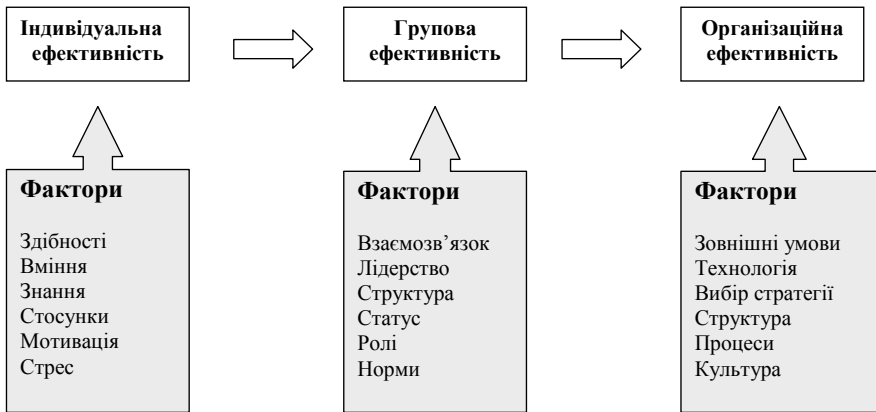 Індивідуальна
ефективність
Групова
ефективність
Організаційна
ефективність
Фактори
Здібності
Вміння
Знання
Стосунки
Мотивація
Стрес
Фактори
Взаємозв’язок
Лідерство
Структура
Статус
Ролі
Норми
Фактори
Зовнішні умови
Технологія
Вибір стратегії
Структура
Процеси
Культура